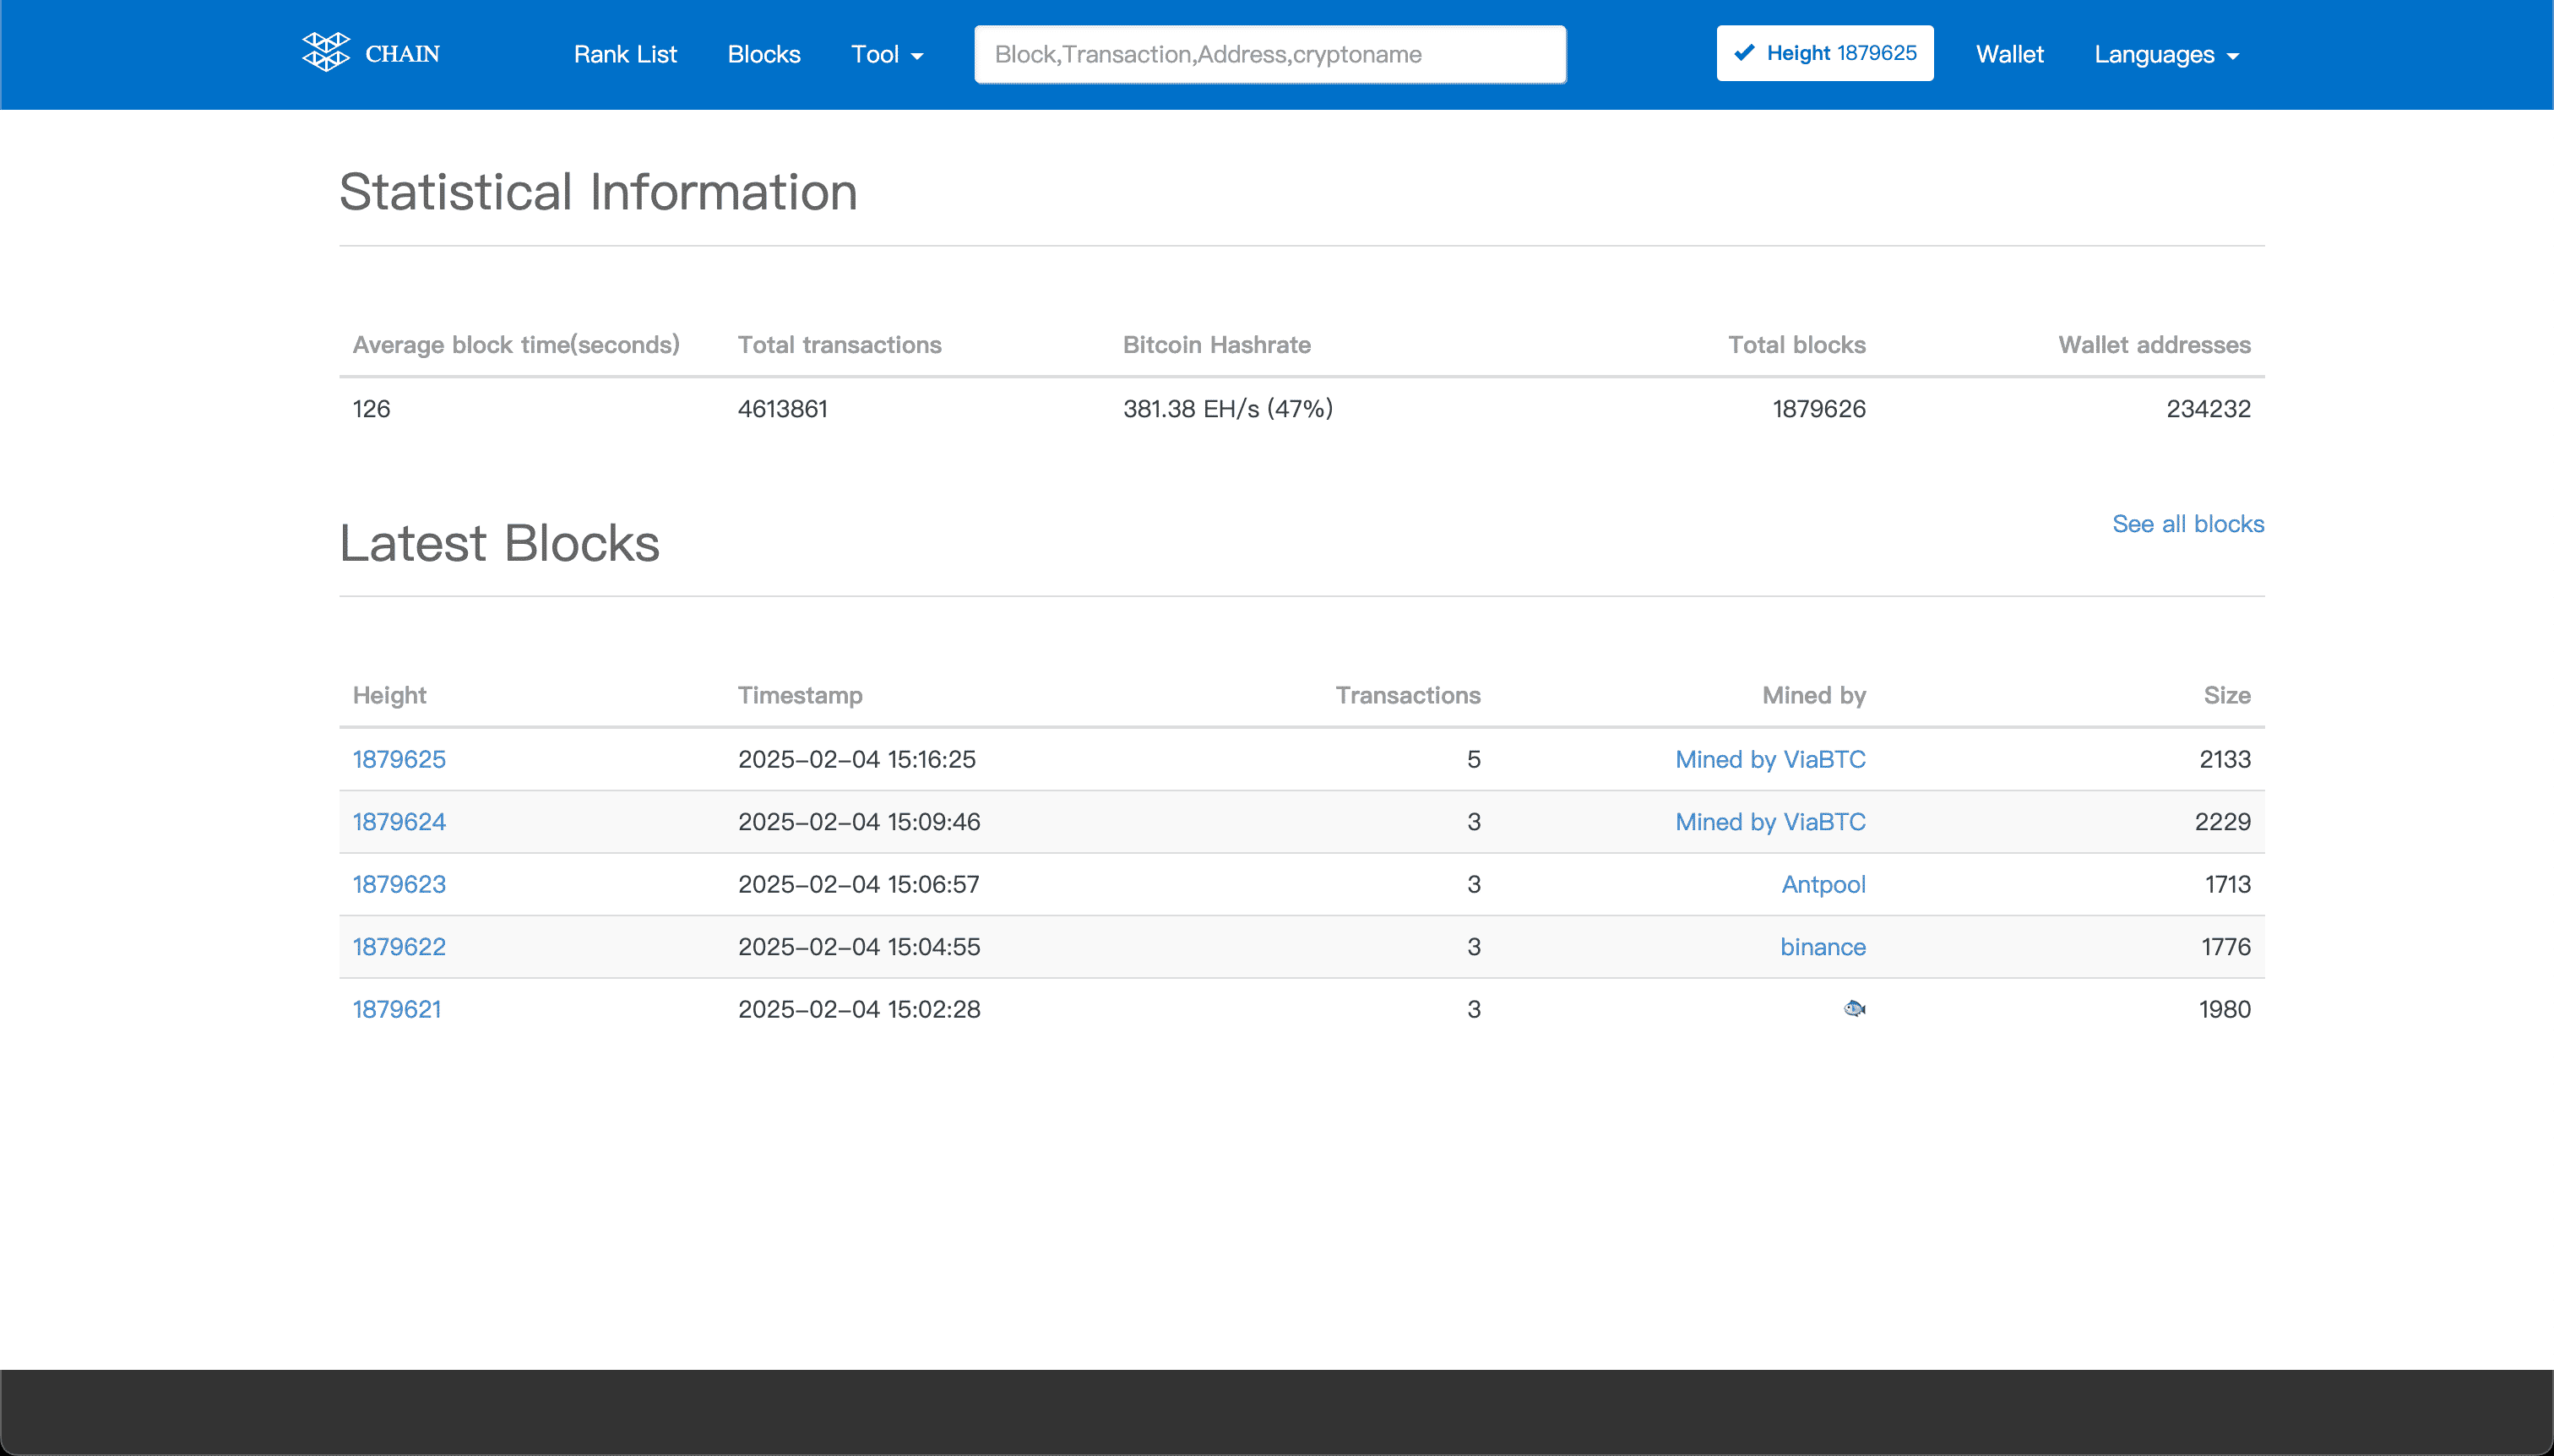 CHAIN Rank List Blocks Tool Block,Transaction,Address,cryptoname Height 1879625 Wallet Languages
Statistical Information
Average block time(seconds) Total transactions Bitcoin Hashrate Total blocks Wallet addresses
126 4613861 381.38 EH/s (47%) 1879626 234232
Latest Blocks See all blocks
Height Timestamp Transactions Mined by Size
1879625 2025-02-04 15:16:25 5 Mined by ViaBTC 2133
1879624 2025-02-04 15:09:46 3 Mined by ViaBTC 2229
1879623 2025-02-04 15:06:57 3 Antpool 1713
1879622 2025-02-04 15:04:55 3 binance 1776
1879621 2025-02-04 15:02:28 3 🐟 1980